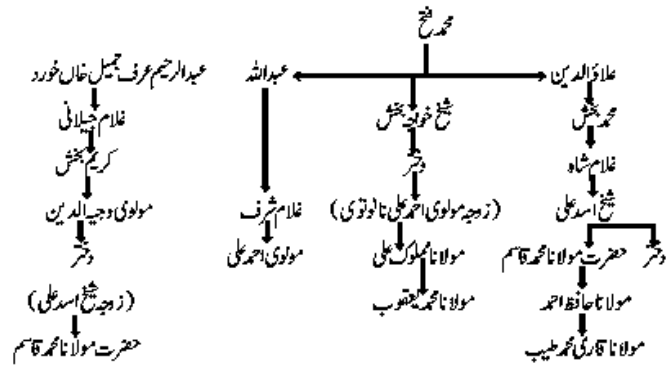 محمد فتح
علاؤالدین
عبداللہ
عبدالرحیم عرف جمیل خاں خورد
محمد بخش
شیخ خواجہ بخش
غلام جیلانی
غلام شاہ
دختر
کریم بخش
شیخ اسد علی
(زوجہ مولوی احمد علی نانوتوی)
غلام شرف
مولوی وجیہ الدین
دختر
حضرت مولانا محمد قاسم
مولانا مملوک علی
مولوی احمد علی
دختر
مولانا حافظ احمد
مولانا محمد یعقوب
(زوجہ شیخ اسد علی)
مولانا قاری محمد طیب
حضرت مولانا محمد قاسم